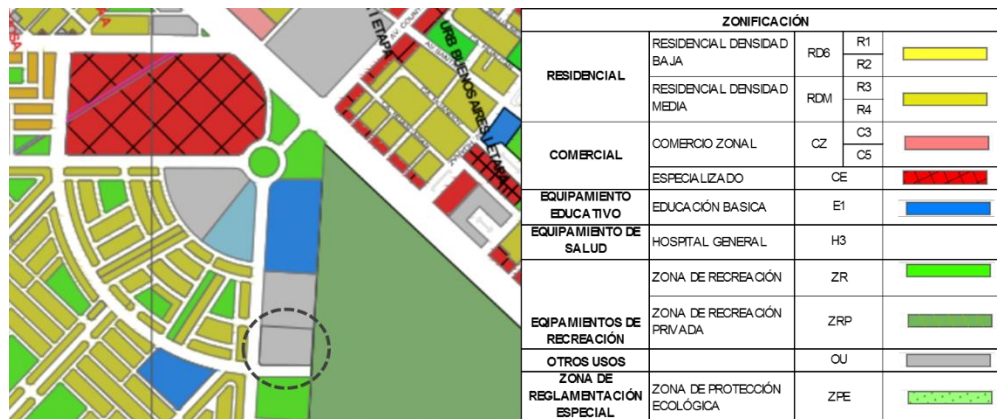 I ETAPA
AV. COUNTRY
URB BUENOS AIRES I ETAPA
ZONIFICACIÓN
RESIDENCIAL
RESIDENCIAL DENSIDAD
BAJA
RD6
R1
R2
RESIDENCIAL DENSIDAD
MEDIA
RDM
R3
R4
COMERCIAL
COMERCIO ZONAL
CZ
C3
C5
ESPECIALIZADO
CE
EQUIPAMIENTO
EDUCATIVO
EDUCACIÓN BASICA
E1
EQUIPAMIENTO DE
SALUD
HOSPITAL GENERAL
H3
EQIPAMIENTOS DE
RECREACIÓN
ZONA DE RECREACIÓN
ZR
ZONA DE RECREACIÓN
PRIVADA
ZRP
OTROS USOS
OU
ZONA DE
REGLAMENTACIÓN
ESPECIAL
ZONA DE PROTECCIÓN
ECOLÓGICA
ZPE